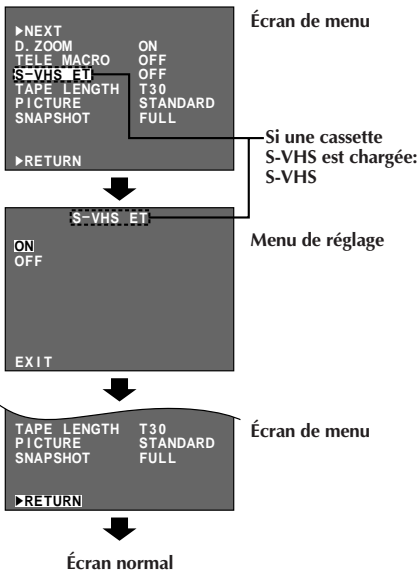 Écran de menu
▶NEXT
D. ZOOM ON
TELE MACRO OFF
S-VHS ET OFF
TAPE LENGTH T30
PICTURE STANDARD
SNAPSHOT FULL
▶RETURN
Si une cassette
S-VHS est chargée:
S-VHS
S-VHS ET
Menu de réglage
ON
OFF
EXIT
TAPE LENGTH T30
PICTURE STANDARD
SNAPSHOT FULL
▶RETURN
Écran de menu
Écran normal